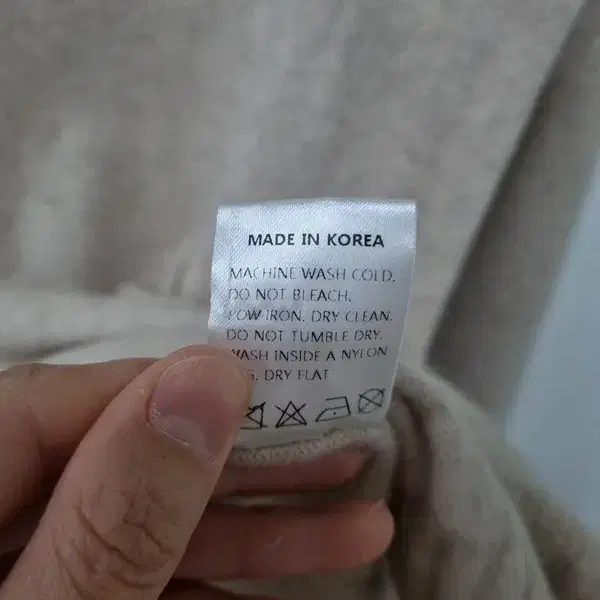 MADE IN KOREA
MACHINE WASH COLD.
DO NOT BLEACH.
LOW IRON. DRY CLEAN.
DO NOT TUMBLE DRY.
WASH INSIDE A NYLON
DRY FLAT